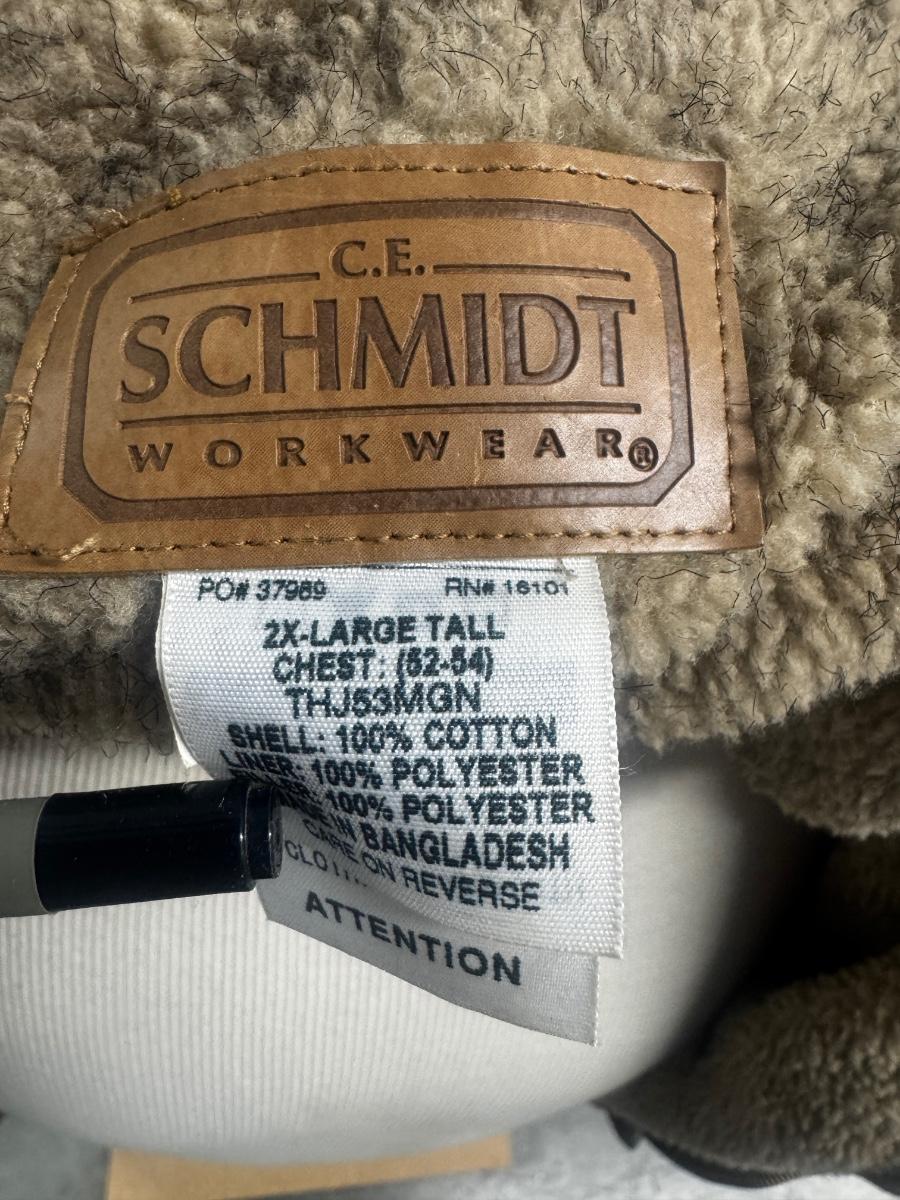 C.E.
SCHMIDT
WORKWEAR®
PO# 37989 RN# 16101
2X-LARGE TALL
CHEST: (52-54)
THJ53MGN
SHELL: 100% COTTON
LINER: 100% POLYESTER
100% POLYESTER
IN BANGLADESH
CARE ON REVERSE
ATTENTION